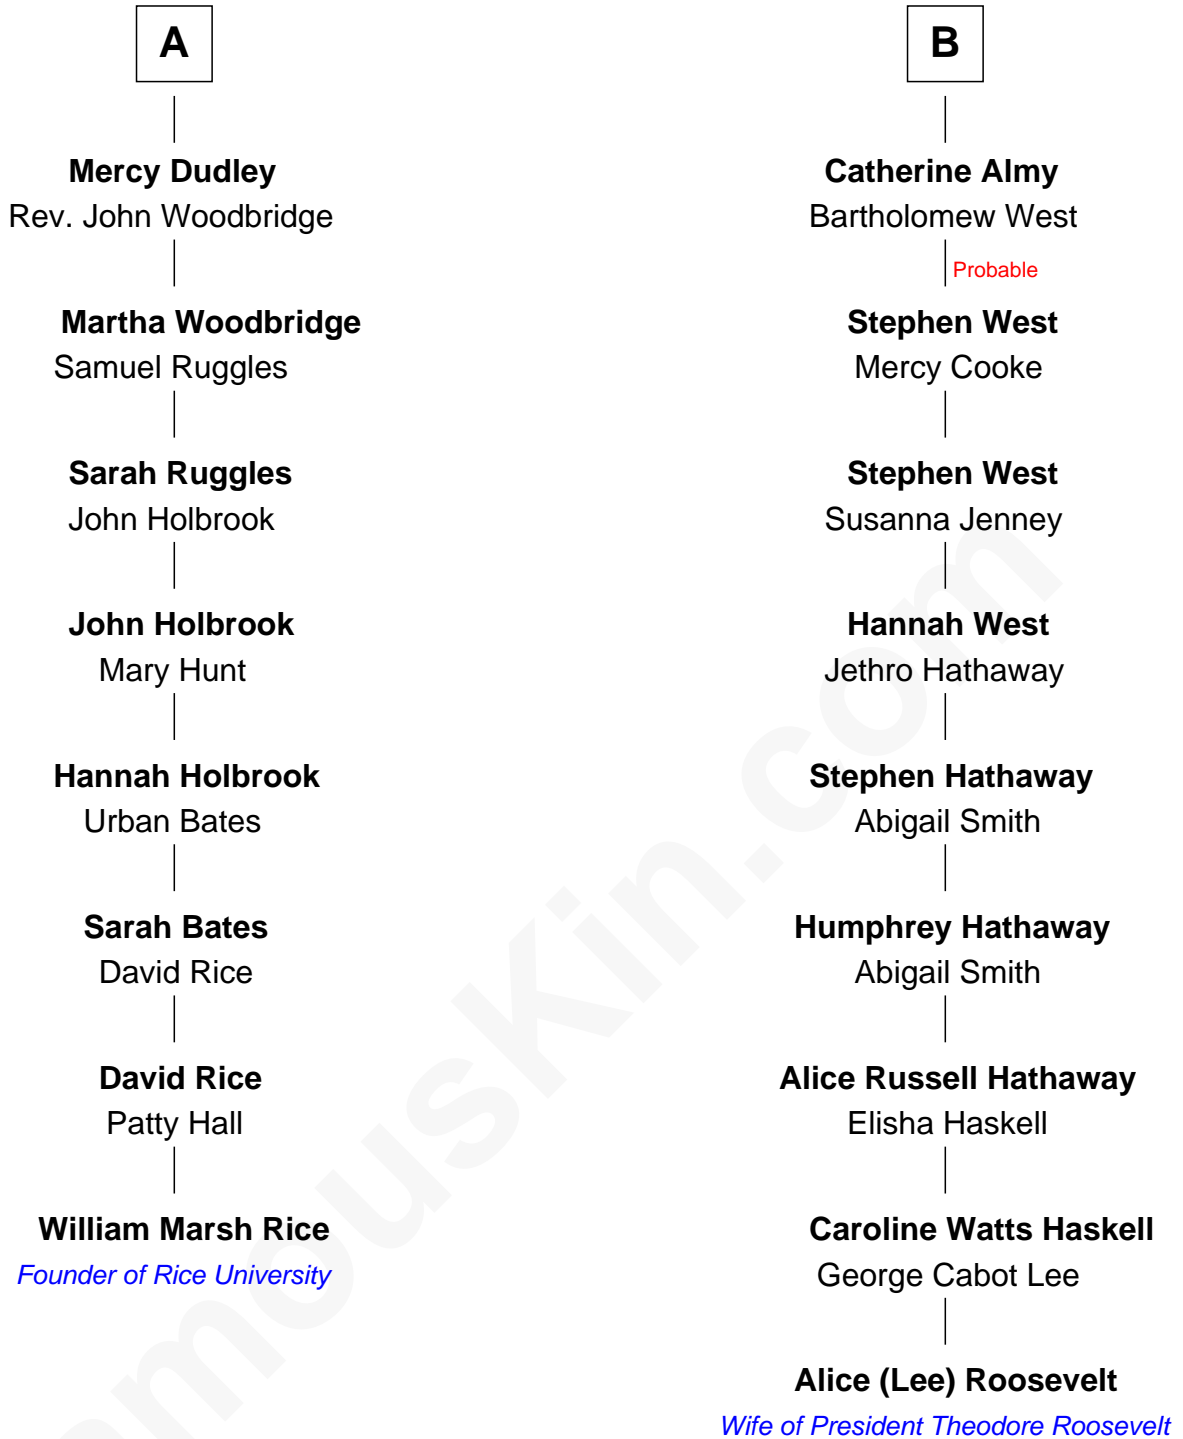 A
Mercy Dudley
Rev. John Woodbridge
Martha Woodbridge
Samuel Ruggles
Sarah Ruggles
John Holbrook
John Holbrook
Mary Hunt
Hannah Holbrook
Urban Bates
Sarah Bates
David Rice
David Rice
Patty Hall
William Marsh Rice
Founder of Rice University
B
Catherine Almy
Bartholomew West
Probable
Stephen West
Mercy Cooke
Stephen West
Susanna Jenney
Hannah West
Jethro Hathaway
Stephen Hathaway
Abigail Smith
Humphrey Hathaway
Abigail Smith
Alice Russell Hathaway
Elisha Haskell
Caroline Watts Haskell
George Cabot Lee
Alice (Lee) Roosevelt
Wife of President Theodore Roosevelt
amouskin.com